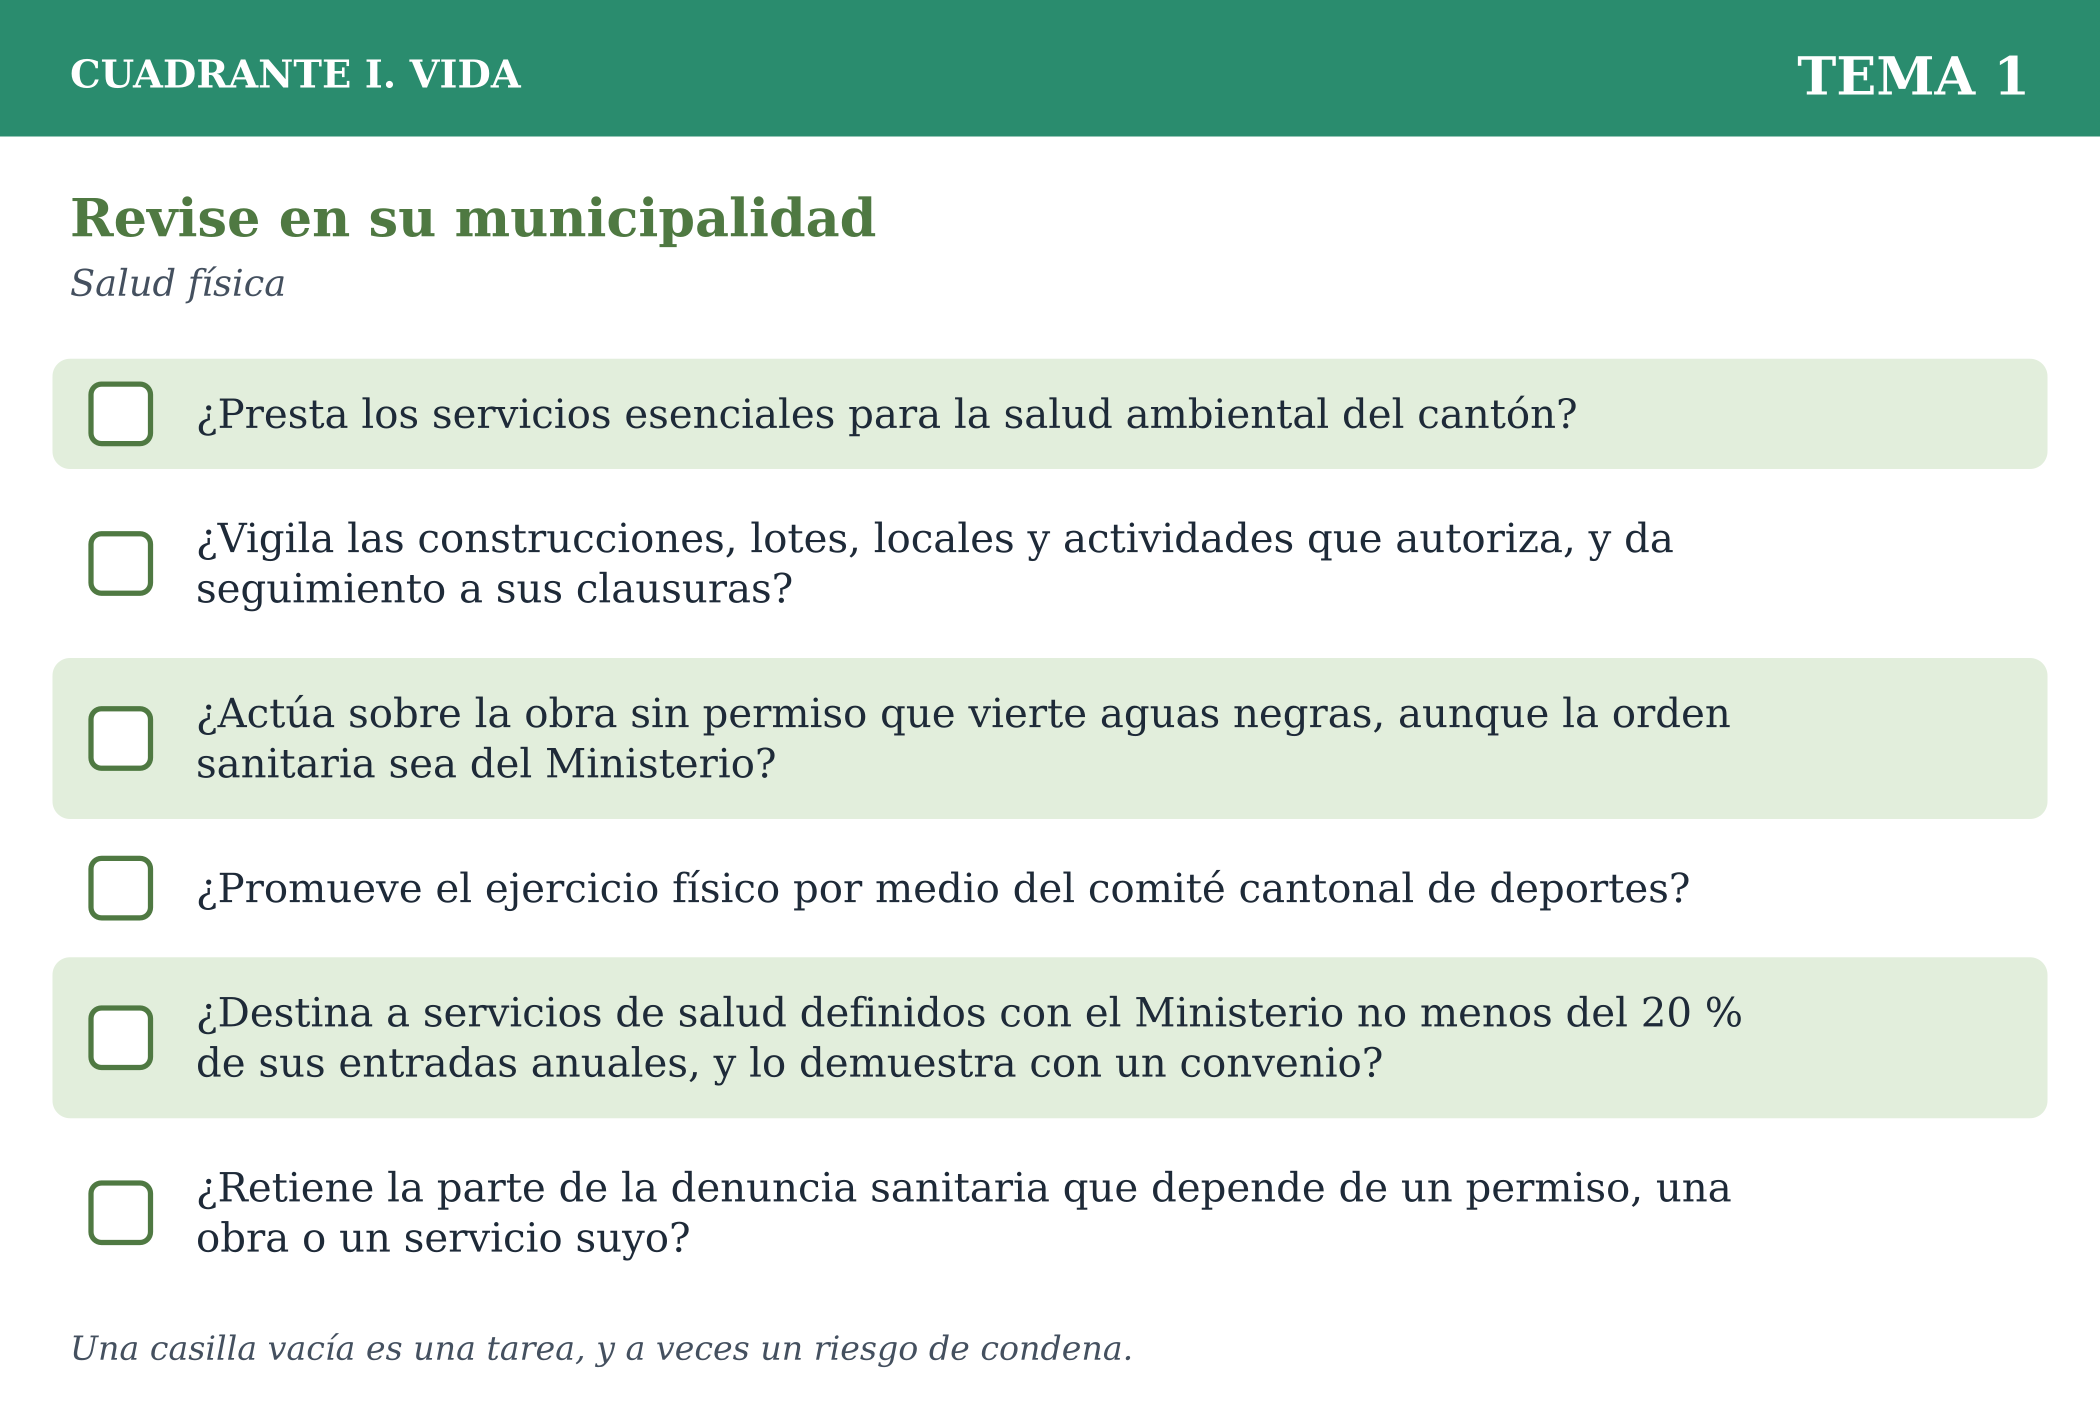 CUADRANTE I. VIDA
TEMA 1
Revise en su municipalidad
Salud física
¿Presta los servicios esenciales para la salud ambiental del cantón?
¿Vigila las construcciones, lotes, locales y actividades que autoriza, y da
seguimiento a sus clausuras?
¿Actúa sobre la obra sin permiso que vierte aguas negras, aunque la orden
sanitaria sea del Ministerio?
¿Promueve el ejercicio físico por medio del comité cantonal de deportes?
¿Destina a servicios de salud definidos con el Ministerio no menos del 20 %
de sus entradas anuales, y lo demuestra con un convenio?
¿Retiene la parte de la denuncia sanitaria que depende de un permiso, una
obra o un servicio suyo?
Una casilla vacía es una tarea, y a veces un riesgo de condena.